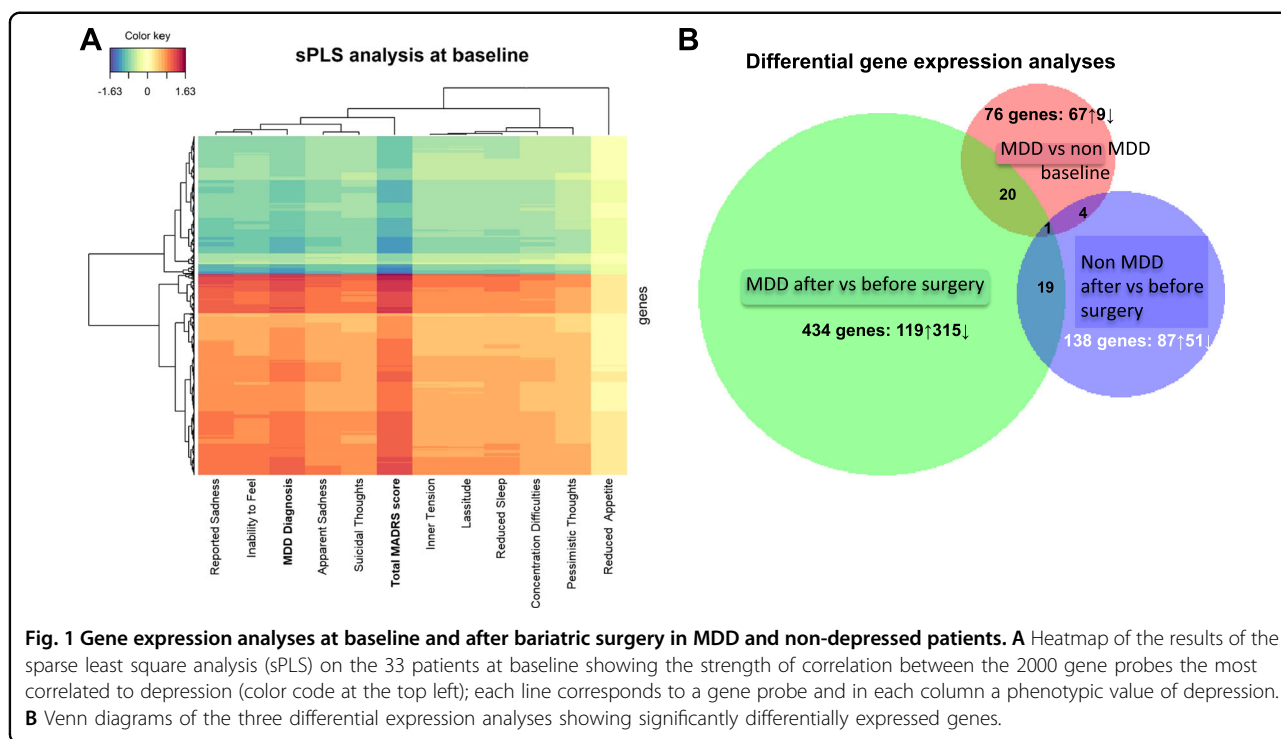 A
Color key
-1.63 0 1.63
sPLS analysis at baseline
genes
Reported Sadness
Inability to Feel
MDD Diagnosis
Apparent Sadness
Suicidal Thoughts
Total MADRS score
Inner Tension
Lassitude
Reduced Sleep
Concentration Difficulties
Pessimistic Thoughts
Reduced Appetite
B
Differential gene expression analyses
76 genes: 67↑9↓
MDD vs non MDD
baseline
20
4
1
19
MDD after vs before surgery
434 genes: 119↑315↓
Non MDD
after vs before
surgery
138 genes: 87↑51↓
Fig. 1 Gene expression analyses at baseline and after bariatric surgery in MDD and non-depressed patients. A Heatmap of the results of the
sparse least square analysis (sPLS) on the 33 patients at baseline showing the strength of correlation between the 2000 gene probes the most
correlated to depression (color code at the top left); each line corresponds to a gene probe and in each column a phenotypic value of depression.
B Venn diagrams of the three differential expression analyses showing significantly differentially expressed genes.